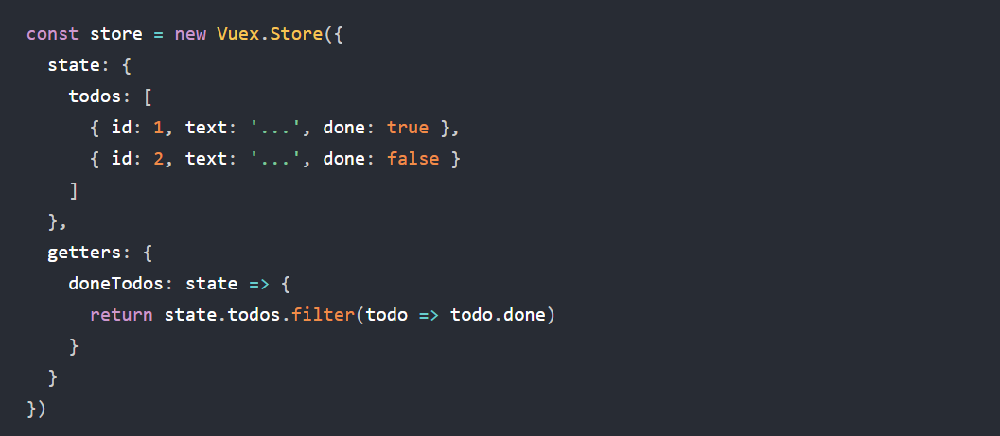 const store = new Vuex.Store({
  state: {
    todos: [
      { id: 1, text: '...', done: true },
      { id: 2, text: '...', done: false }
    ]
  },
  getters: {
    doneTodos: state => {
      return state.todos.filter(todo => todo.done)
    }
  }
})